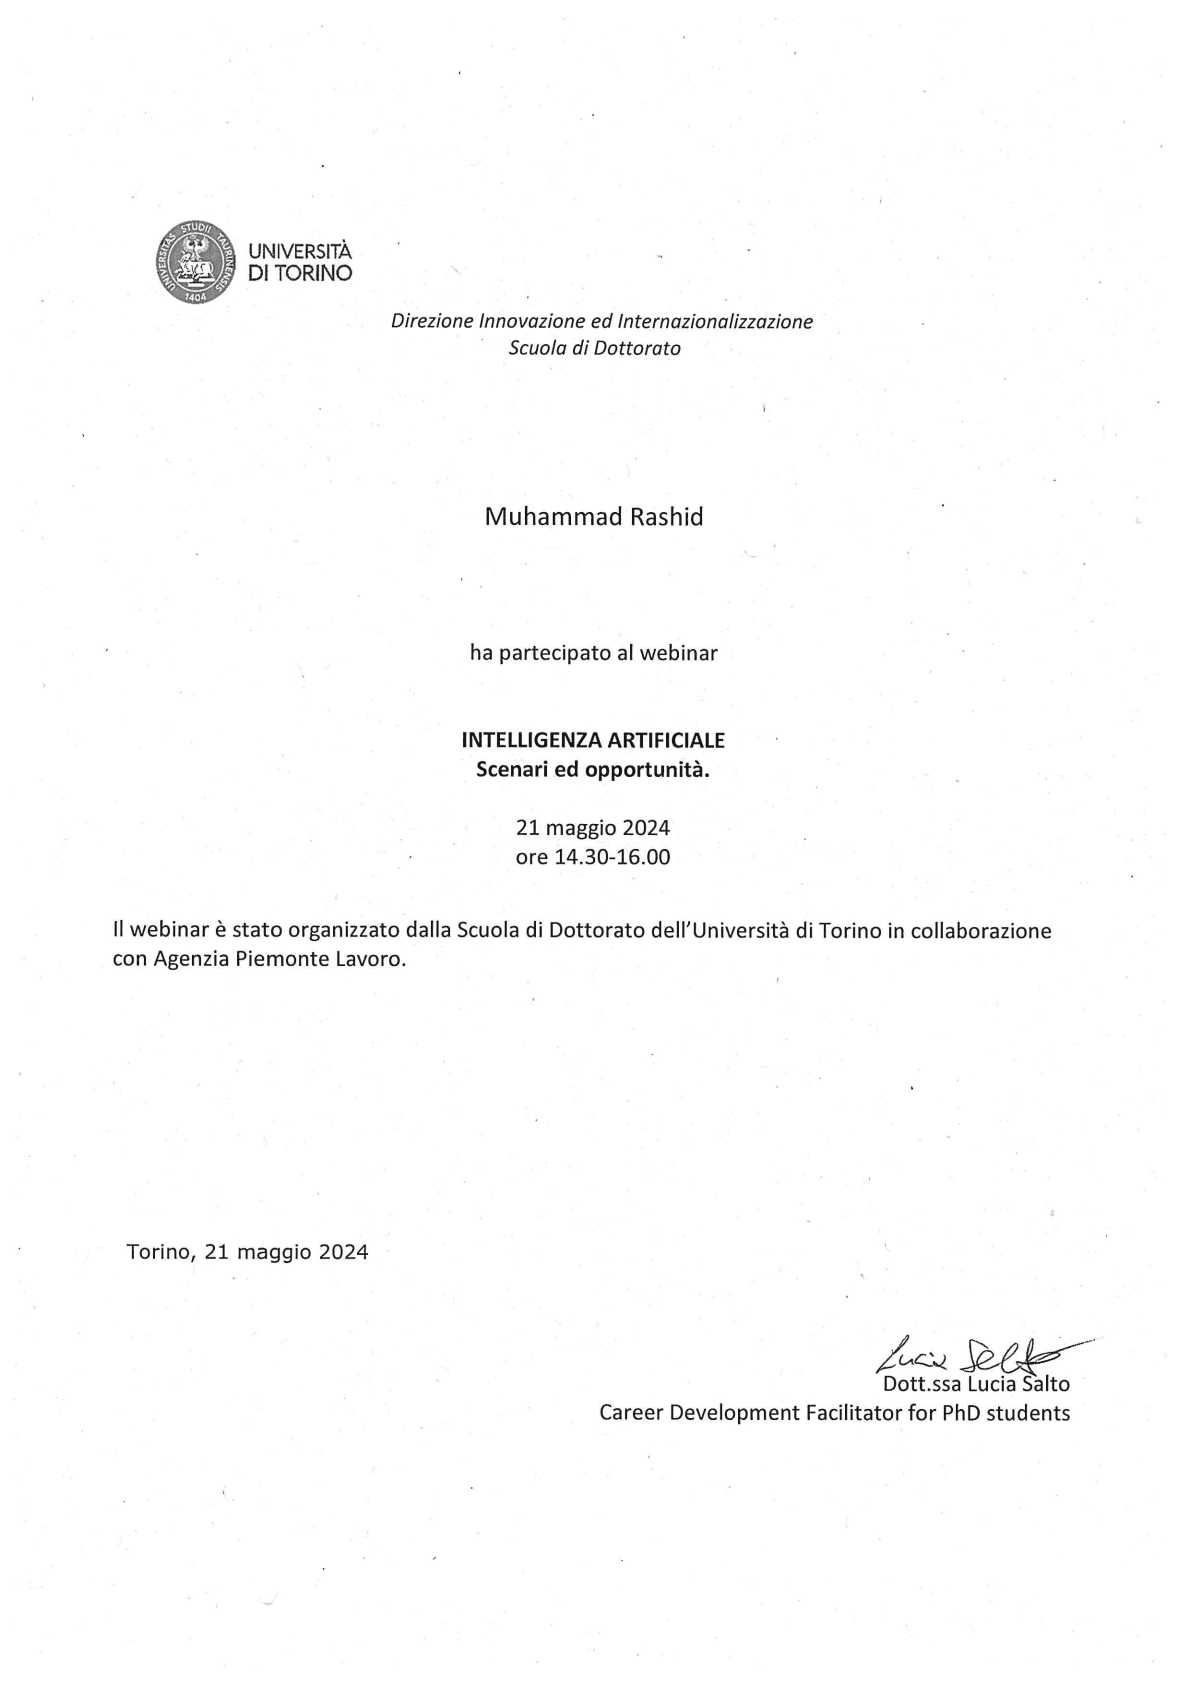 UNIVERSITAS STUDII TAURINENSIS
1404
UNIVERSITÀ
DI TORINO
Direzione Innovazione ed Internazionalizzazione
Scuola di Dottorato
Muhammad Rashid
ha partecipato al webinar
INTELLIGENZA ARTIFICIALE
Scenari ed opportunità.
21 maggio 2024
ore 14.30-16.00
Il webinar è stato organizzato dalla Scuola di Dottorato dell'Università di Torino in collaborazione
con Agenzia Piemonte Lavoro.
Torino, 21 maggio 2024
Lucia Salto
Dott.ssa Lucia Salto
Career Development Facilitator for PhD students